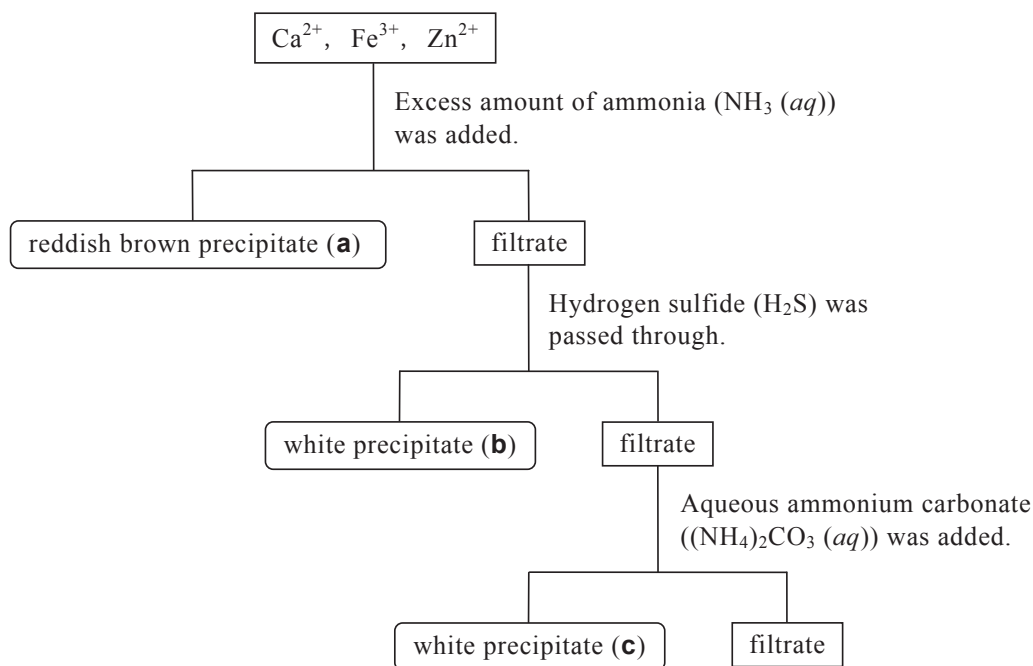 Ca²⁺, Fe³⁺, Zn²⁺
Excess amount of ammonia (NH₃ (aq))
was added.
reddish brown precipitate (a)
filtrate
Hydrogen sulfide (H₂S) was
passed through.
white precipitate (b)
filtrate
Aqueous ammonium carbonate
((NH₄)₂CO₃ (aq)) was added.
white precipitate (c)
filtrate